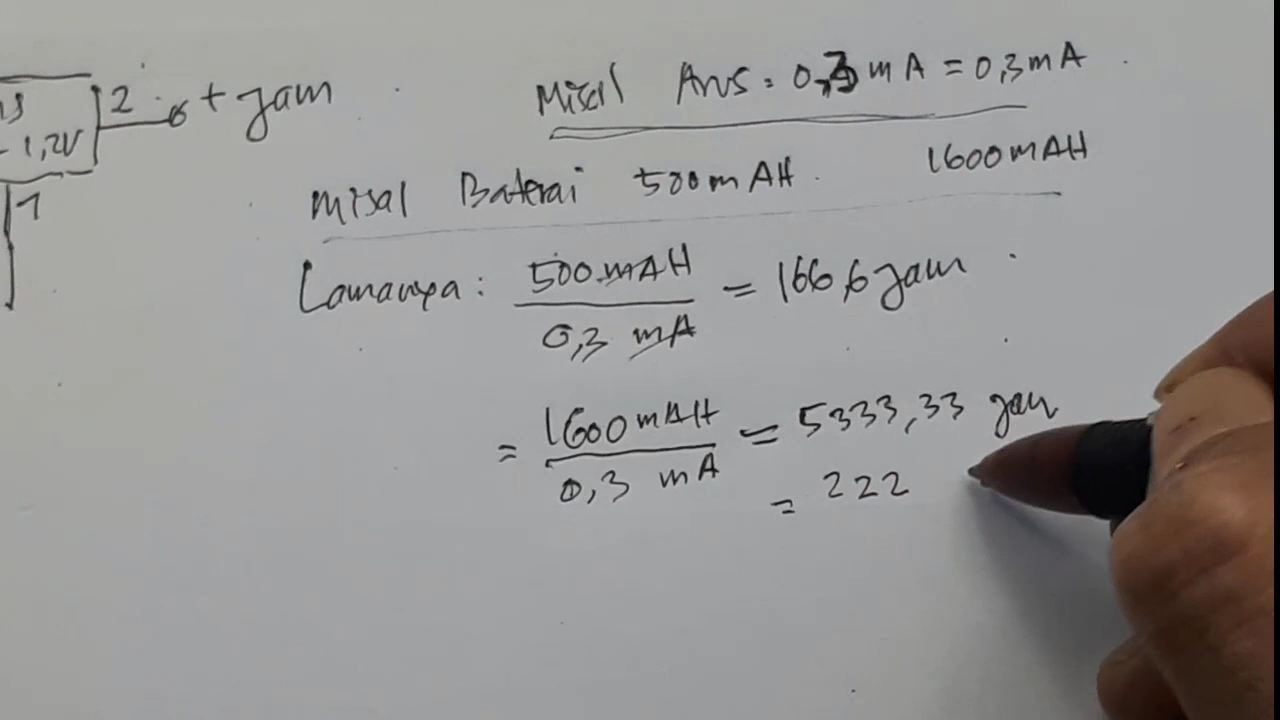 2 + jam
1,2V
1
Misal Arus = 0,3 mA = 0,3 mA
Misal Baterai 500 mAH 1600 mAH
Lamanya : 500 mAH / 0,3 mA = 166,6 jam
= 1600 mAH / 0,3 mA = 5333,33 jam
= 222